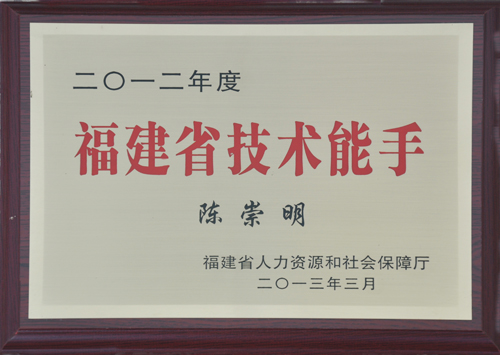 二〇一二年度
福建省技术能手
陈崇明
福建省人力资源和社会保障厅
二〇一三年三月